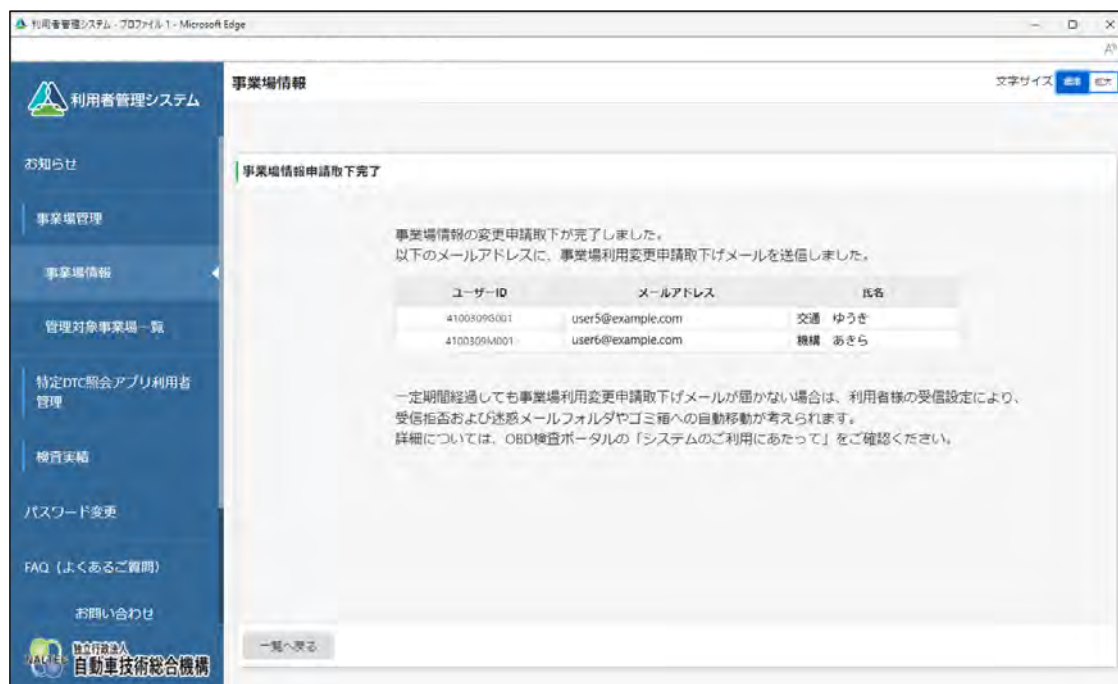 利用者管理システム - プロファイル 1 - Microsoft Edge
利用者管理システム
お知らせ
事業場管理
事業場情報
管理対象事業場一覧
特定DTC照会アプリ利用者
管理
検査実績
パスワード変更
FAQ（よくあるご質問）
お問い合わせ
NALTEC
独立行政法人
自動車技術総合機構
事業場情報
文字サイズ 標準 拡大
事業場情報申請取下完了
事業場情報の変更申請取下が完了しました。
以下のメールアドレスに、事業場利用変更申請取下げメールを送信しました。
ユーザーID メールアドレス 氏名
4100309G001 user5@example.com 交通 ゆうき
4100309M001 user6@example.com 機構 あきら
一定期間経過しても事業場利用変更申請取下げメールが届かない場合は、利用者様の受信設定により、
受信拒否および迷惑メールフォルダやゴミ箱への自動移動が考えられます。
詳細については、OBD検査ポータルの「システムのご利用にあたって」をご確認ください。
一覧へ戻る